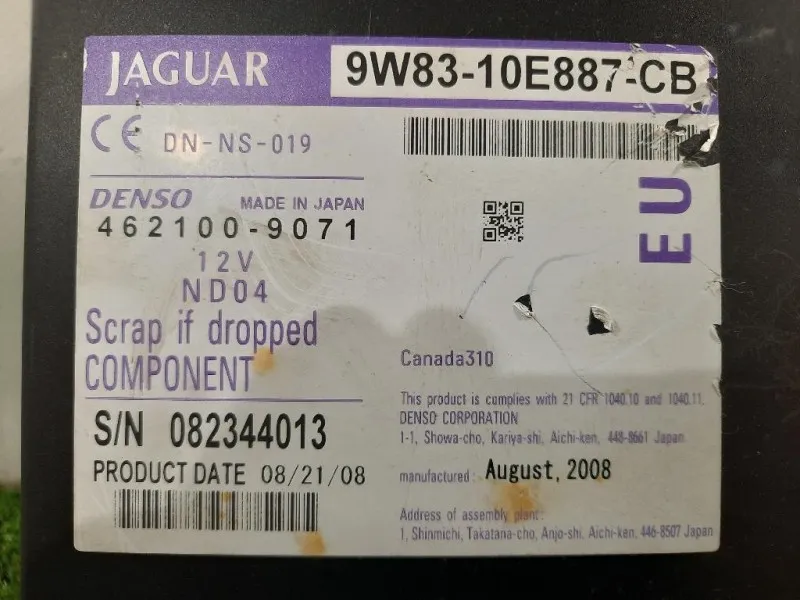 JAGUAR 9W83-10E887-CB
CE DN-NS-019
DENSO MADE IN JAPAN
462100-9071
12V
ND04
Scrap if dropped
COMPONENT
S/N 082344013
PRODUCT DATE 08/21/08
EU
Canada310
This product is complies with 21 CFR 1040.10 and 1040.11.
DENSO CORPORATION
1-1, Showa-cho, Kariya-shi, Aichi-ken, 448-8661 Japan
manufactured: August, 2008
Address of assembly plant:
1, Shinmichi, Takatana-cho, Anjo-shi, Aichi-ken, 446-8507 Japan